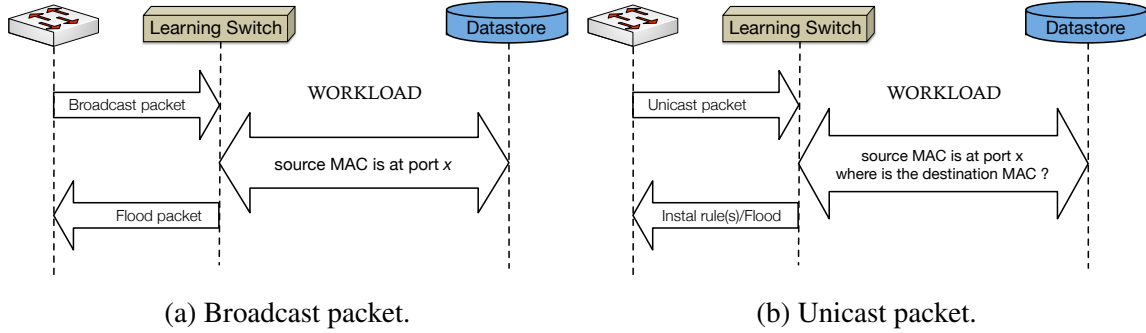 Learning Switch
Datastore
Broadcast packet
WORKLOAD
source MAC is at port x
Flood packet
(a) Broadcast packet.
Learning Switch
Datastore
Unicast packet
WORKLOAD
source MAC is at port x
where is the destination MAC ?
Instal rule(s)/Flood
(b) Unicast packet.